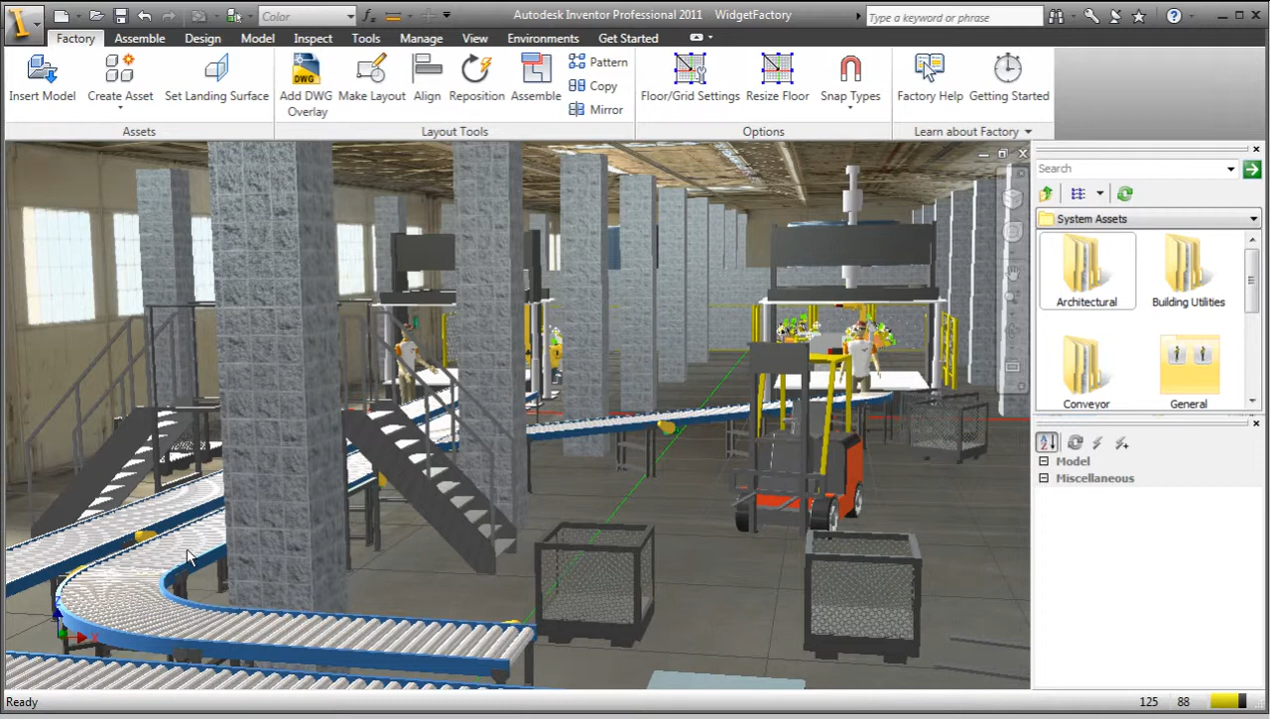 Color
Autodesk Inventor Professional 2011 WidgetFactory
Type a keyword or phrase
Factory Assemble Design Model Inspect Tools Manage View Environments Get Started
Insert Model
Create Asset
Set Landing Surface
Add DWG Overlay
DWG
Make Layout
Align
Reposition
Assemble
Pattern
Copy
Mirror
Floor/Grid Settings
Resize Floor
Snap Types
Factory Help
Getting Started
Assets
Layout Tools
Options
Learn about Factory
Search
System Assets
Architectural
Building Utilities
Conveyor
General
Model
Miscellaneous
X
Ready
125 88